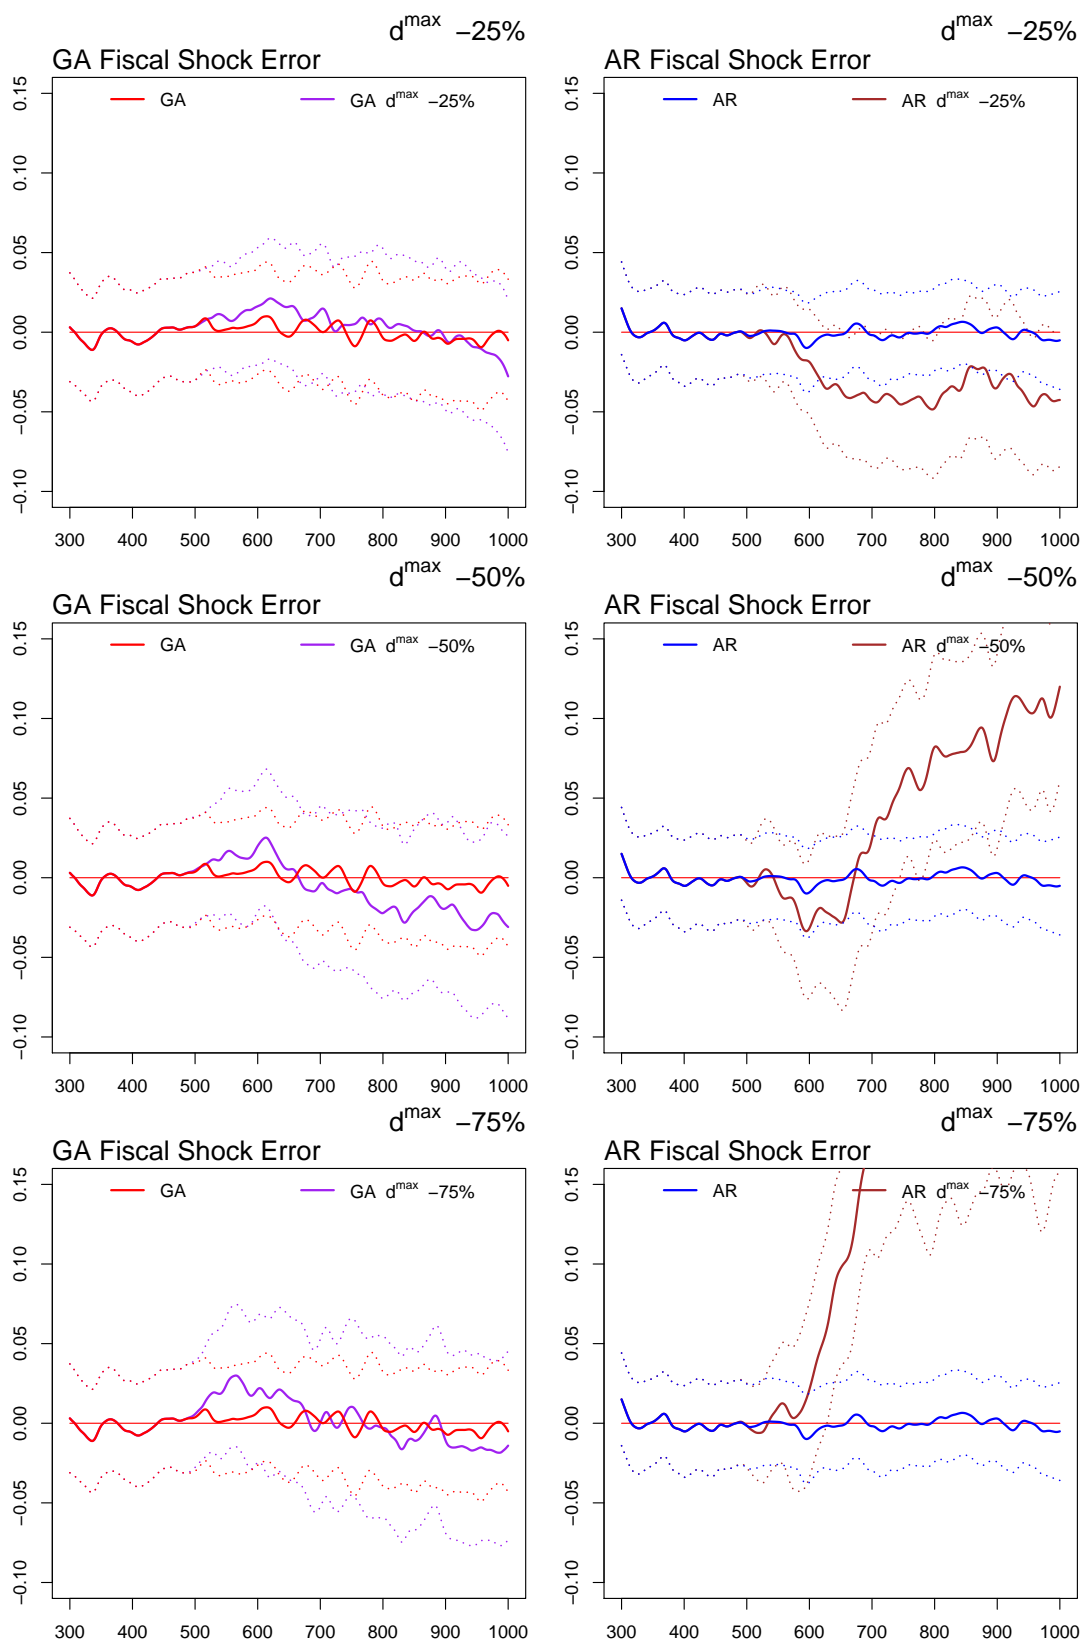 d^max −25%
GA Fiscal Shock Error
GA
GA d^max −25%
0.15
0.10
0.05
0.00
−0.05
−0.10
300 400 500 600 700 800 900 1000
d^max −25%
AR Fiscal Shock Error
AR
AR d^max −25%
0.15
0.10
0.05
0.00
−0.05
−0.10
300 400 500 600 700 800 900 1000
d^max −50%
GA Fiscal Shock Error
GA
GA d^max −50%
0.15
0.10
0.05
0.00
−0.05
−0.10
300 400 500 600 700 800 900 1000
d^max −50%
AR Fiscal Shock Error
AR
AR d^max −50%
0.15
0.10
0.05
0.00
−0.05
−0.10
300 400 500 600 700 800 900 1000
d^max −75%
GA Fiscal Shock Error
GA
GA d^max −75%
0.15
0.10
0.05
0.00
−0.05
−0.10
300 400 500 600 700 800 900 1000
d^max −75%
AR Fiscal Shock Error
AR
AR d^max −75%
0.15
0.10
0.05
0.00
−0.05
−0.10
300 400 500 600 700 800 900 1000